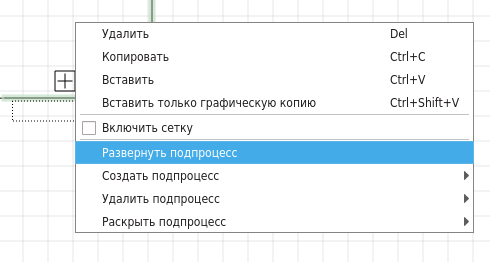 Удалить Del
Копировать Ctrl+C
Вставить Ctrl+V
Вставить только графическую копию Ctrl+Shift+V
Включить сетку
Развернуть подпроцесс
Создать подпроцесс
Удалить подпроцесс
Раскрыть подпроцесс